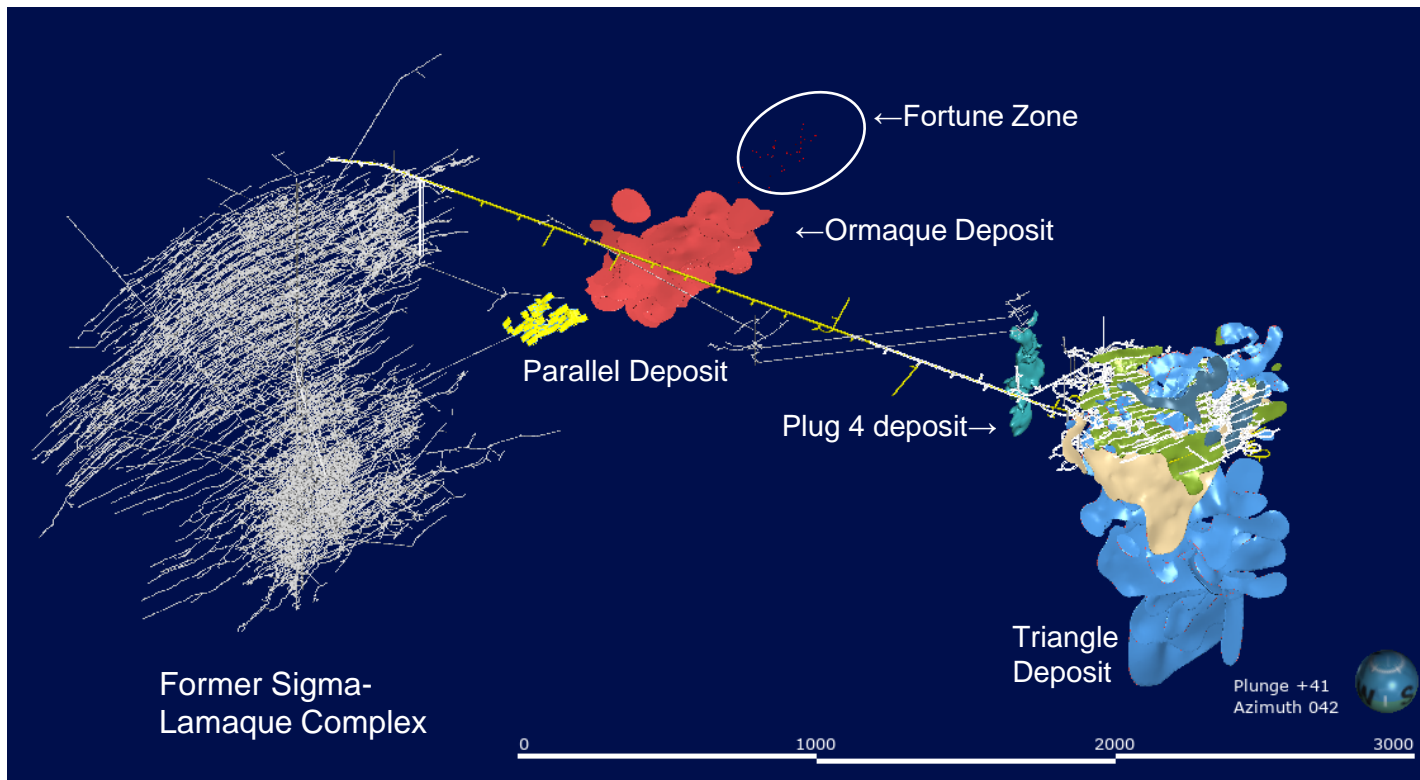 ←Fortune Zone
←Ormaque Deposit
Parallel Deposit
Plug 4 deposit→
Triangle
Deposit
Former Sigma-
Lamaque Complex
Plunge +41
Azimuth 042
W S
0 1000 2000 3000